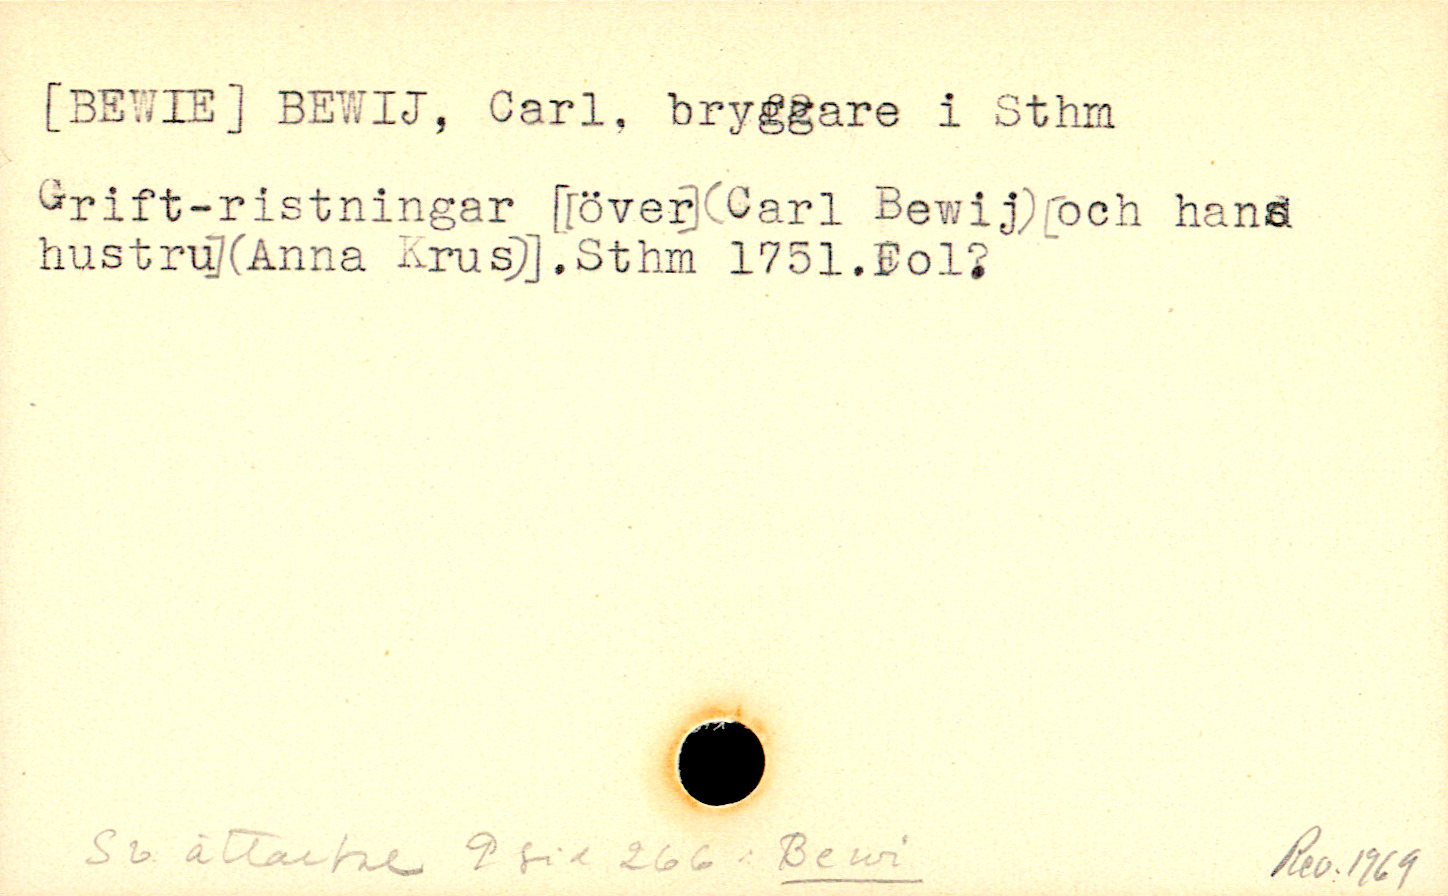 [BEWIE] BEWIJ, Carl, bryggare i Sthm
Grift-ristningar [[över](Carl Bewij)[och hans
hustru](Anna Krus)].Sthm 1751.Fol?
Sv. ättartal 9 sid 266: Bewi
Rev. 1969